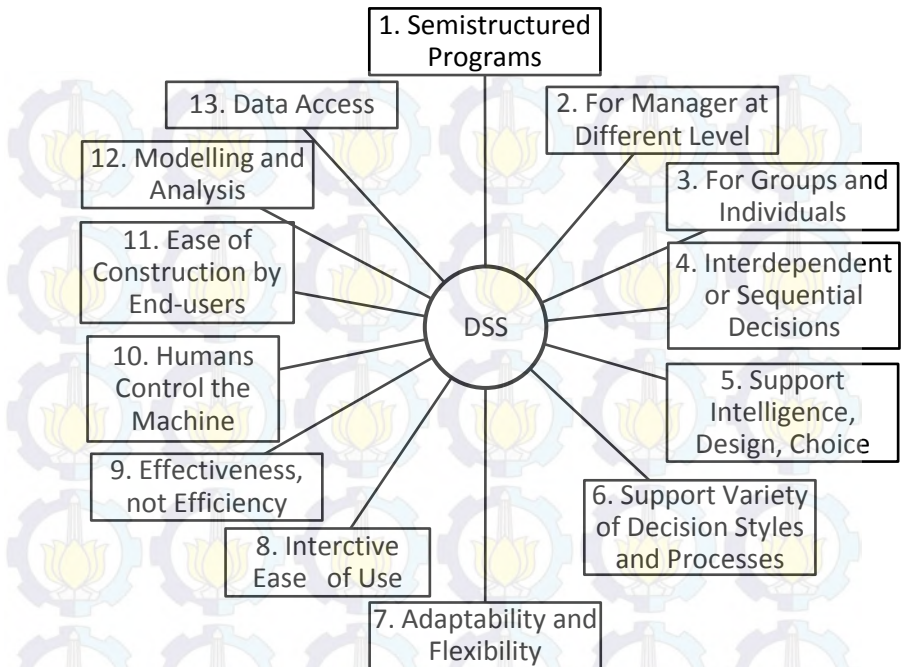 1. Semistructured
Programs
2. For Manager at
Different Level
3. For Groups and
Individuals
4. Interdependent
or Sequential
Decisions
5. Support
Intelligence,
Design, Choice
6. Support Variety
of Decision Styles
and Processes
7. Adaptability and
Flexibility
8. Interctive
Ease of Use
9. Effectiveness,
not Efficiency
10. Humans
Control the
Machine
11. Ease of
Construction by
End-users
12. Modelling and
Analysis
13. Data Access
DSS